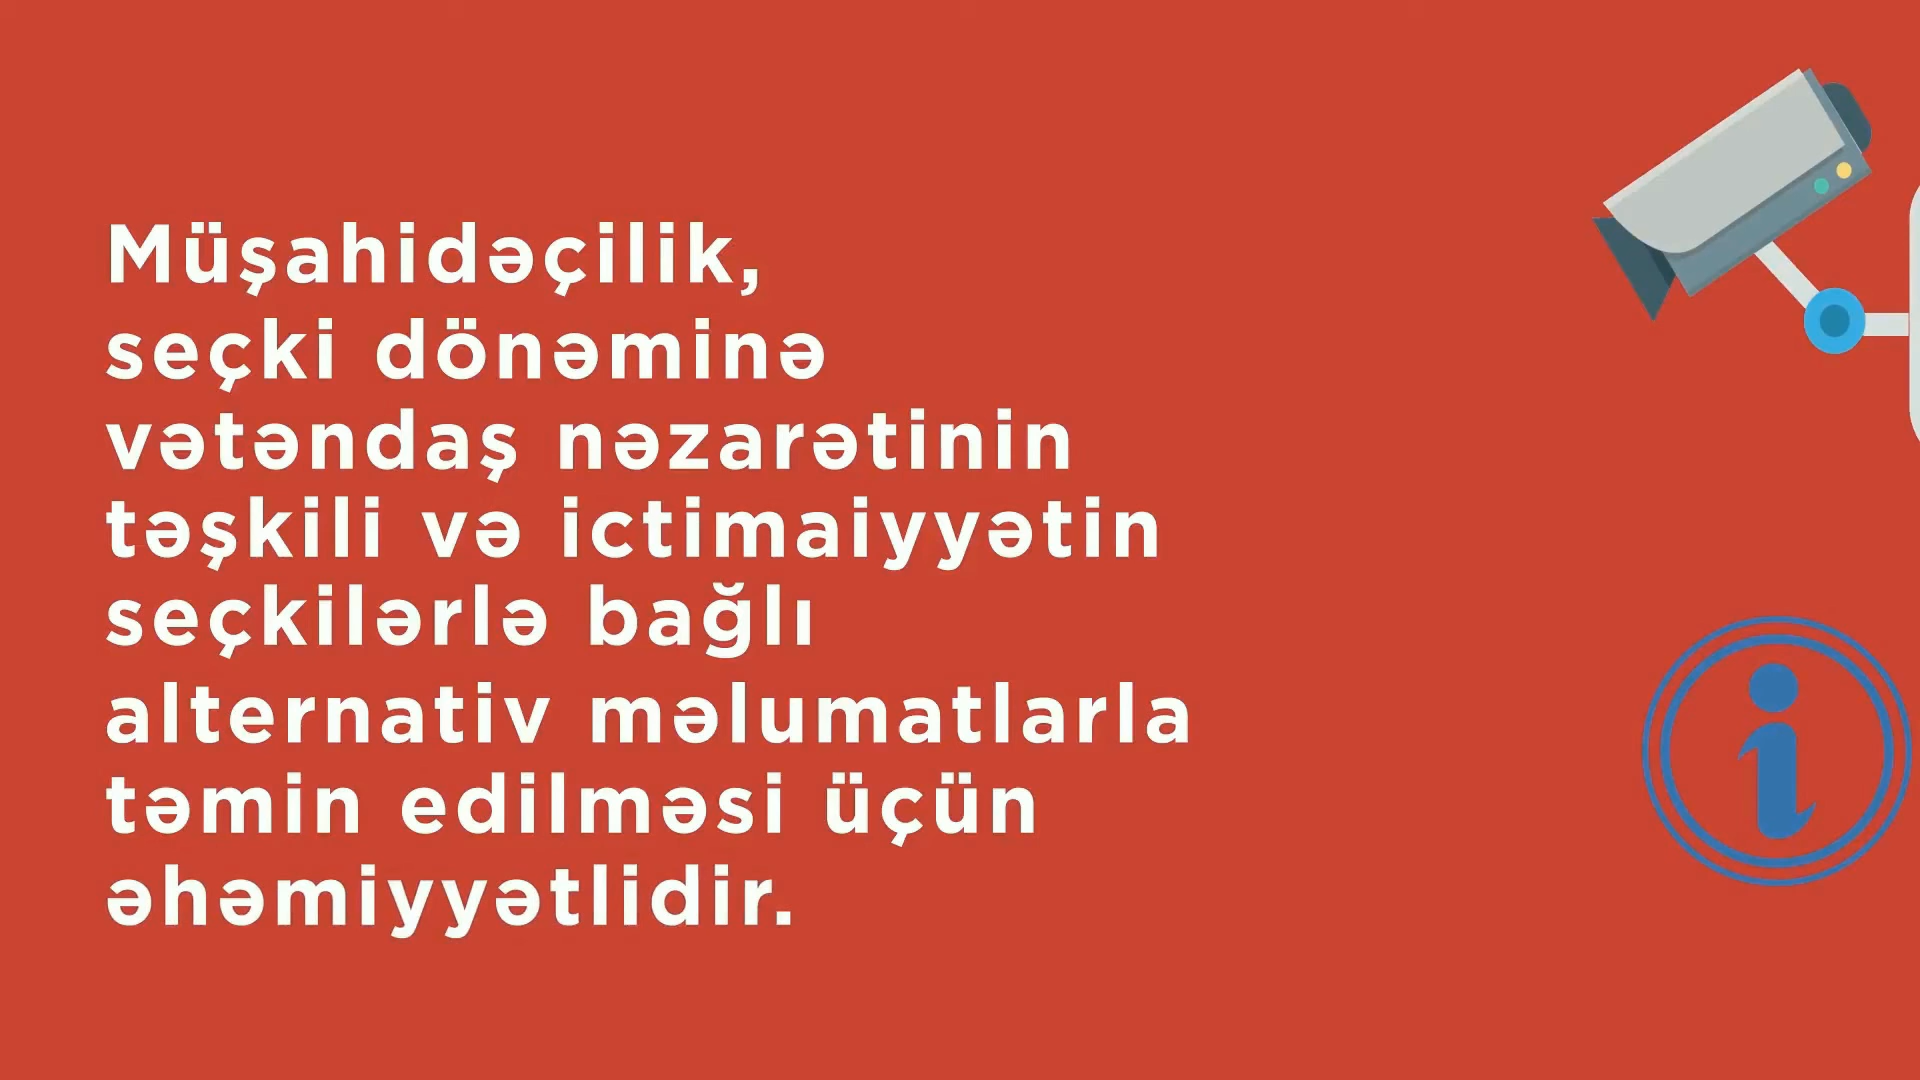 Müşahidəçilik,
seçki dönəminə
vətəndaş nəzarətinin
təşkili və ictimaiyyətin
seçkilərlə bağlı
alternativ məlumatlarla
təmin edilməsi üçün
əhəmiyyətlidir.